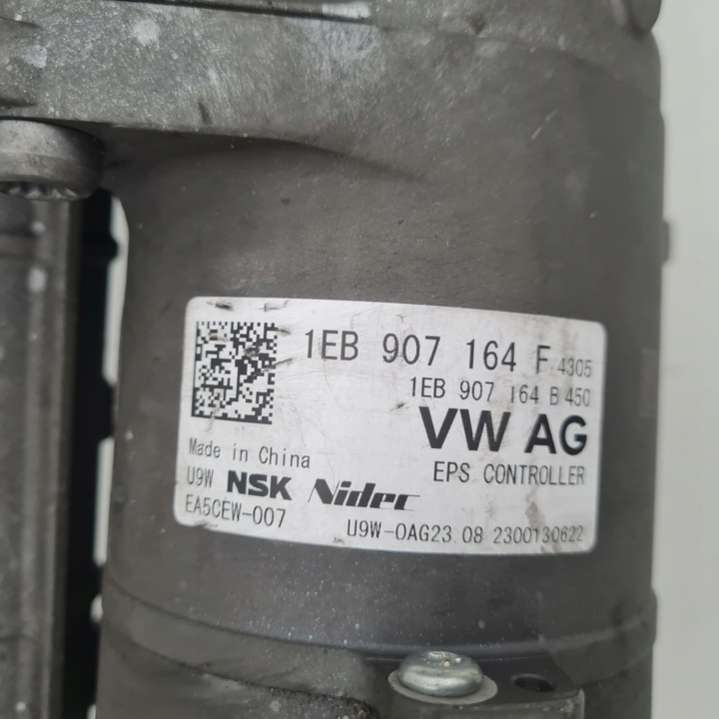 1EB 907 164 F 4305
1EB 907 164 B 450
VW AG
Made in China
EPS CONTROLLER
U9W NSK Nidec
EA5CEW-007
U9W-0AG23 08 2300130622